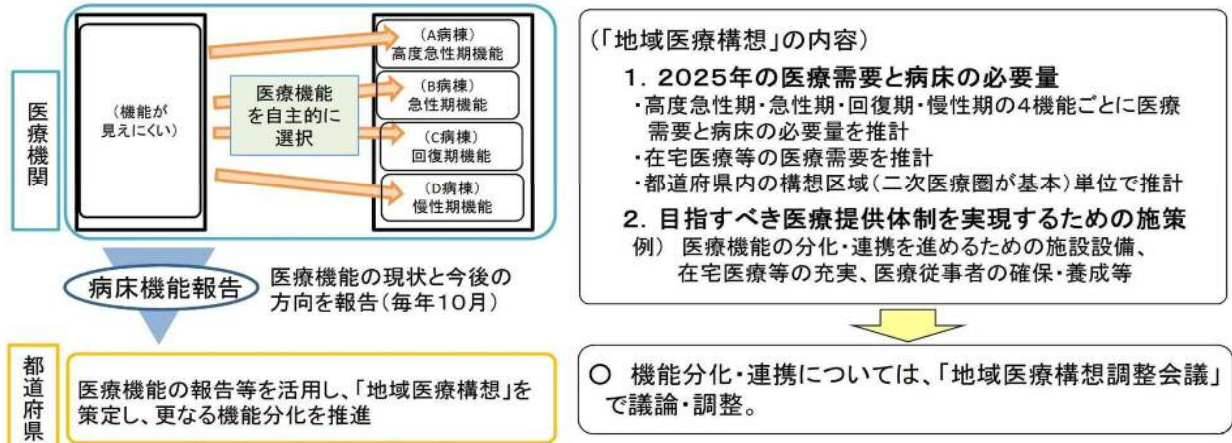 医療機関
(機能が
見えにくい)
医療機能
を自主的に
選択
(A病棟)
高度急性期機能
(B病棟)
急性期機能
(C病棟)
回復期機能
(D病棟)
慢性期機能
病床機能報告
医療機能の現状と今後の
方向を報告(毎年10月)
都道府県
医療機能の報告等を活用し、「地域医療構想」を
策定し、更なる機能分化を推進
(「地域医療構想」の内容)
1. 2025年の医療需要と病床の必要量
・高度急性期・急性期・回復期・慢性期の4機能ごとに医療
需要と病床の必要量を推計
・在宅医療等の医療需要を推計
・都道府県内の構想区域(二次医療圏が基本)単位で推計
2. 目指すべき医療提供体制を実現するための施策
例) 医療機能の分化・連携を進めるための施設設備、
在宅医療等の充実、医療従事者の確保・養成等
○ 機能分化・連携については、「地域医療構想調整会議」
で議論・調整。